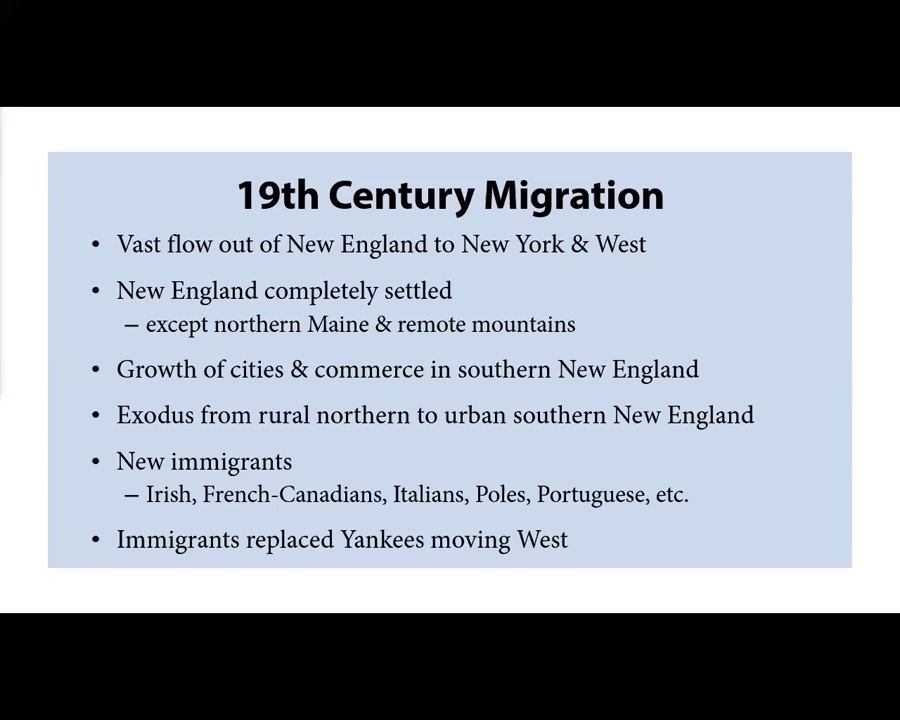 19th Century Migration
• Vast flow out of New England to New York & West
• New England completely settled
– except northern Maine & remote mountains
• Growth of cities & commerce in southern New England
• Exodus from rural northern to urban southern New England
• New immigrants
– Irish, French-Canadians, Italians, Poles, Portuguese, etc.
• Immigrants replaced Yankees moving West